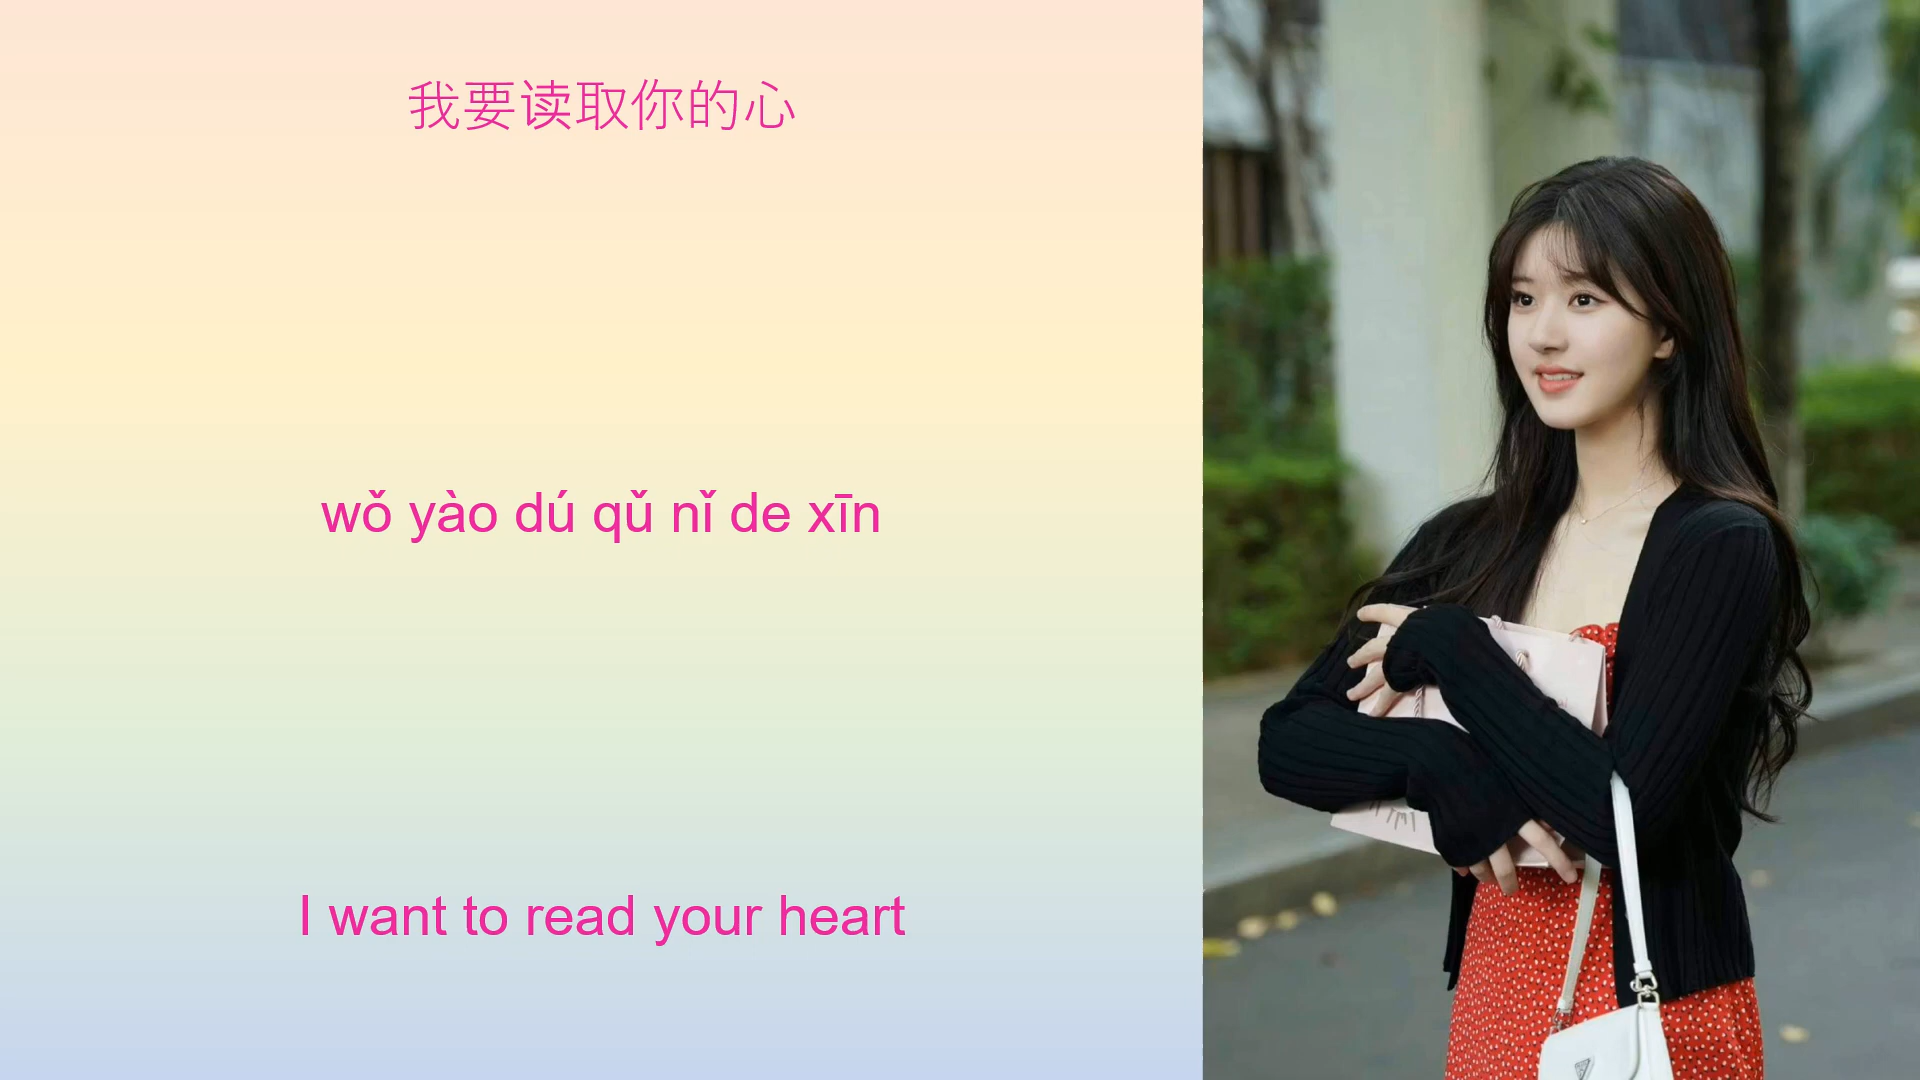 我要读取你的心
wǒ yào dú qǔ nǐ de xīn
I want to read your heart